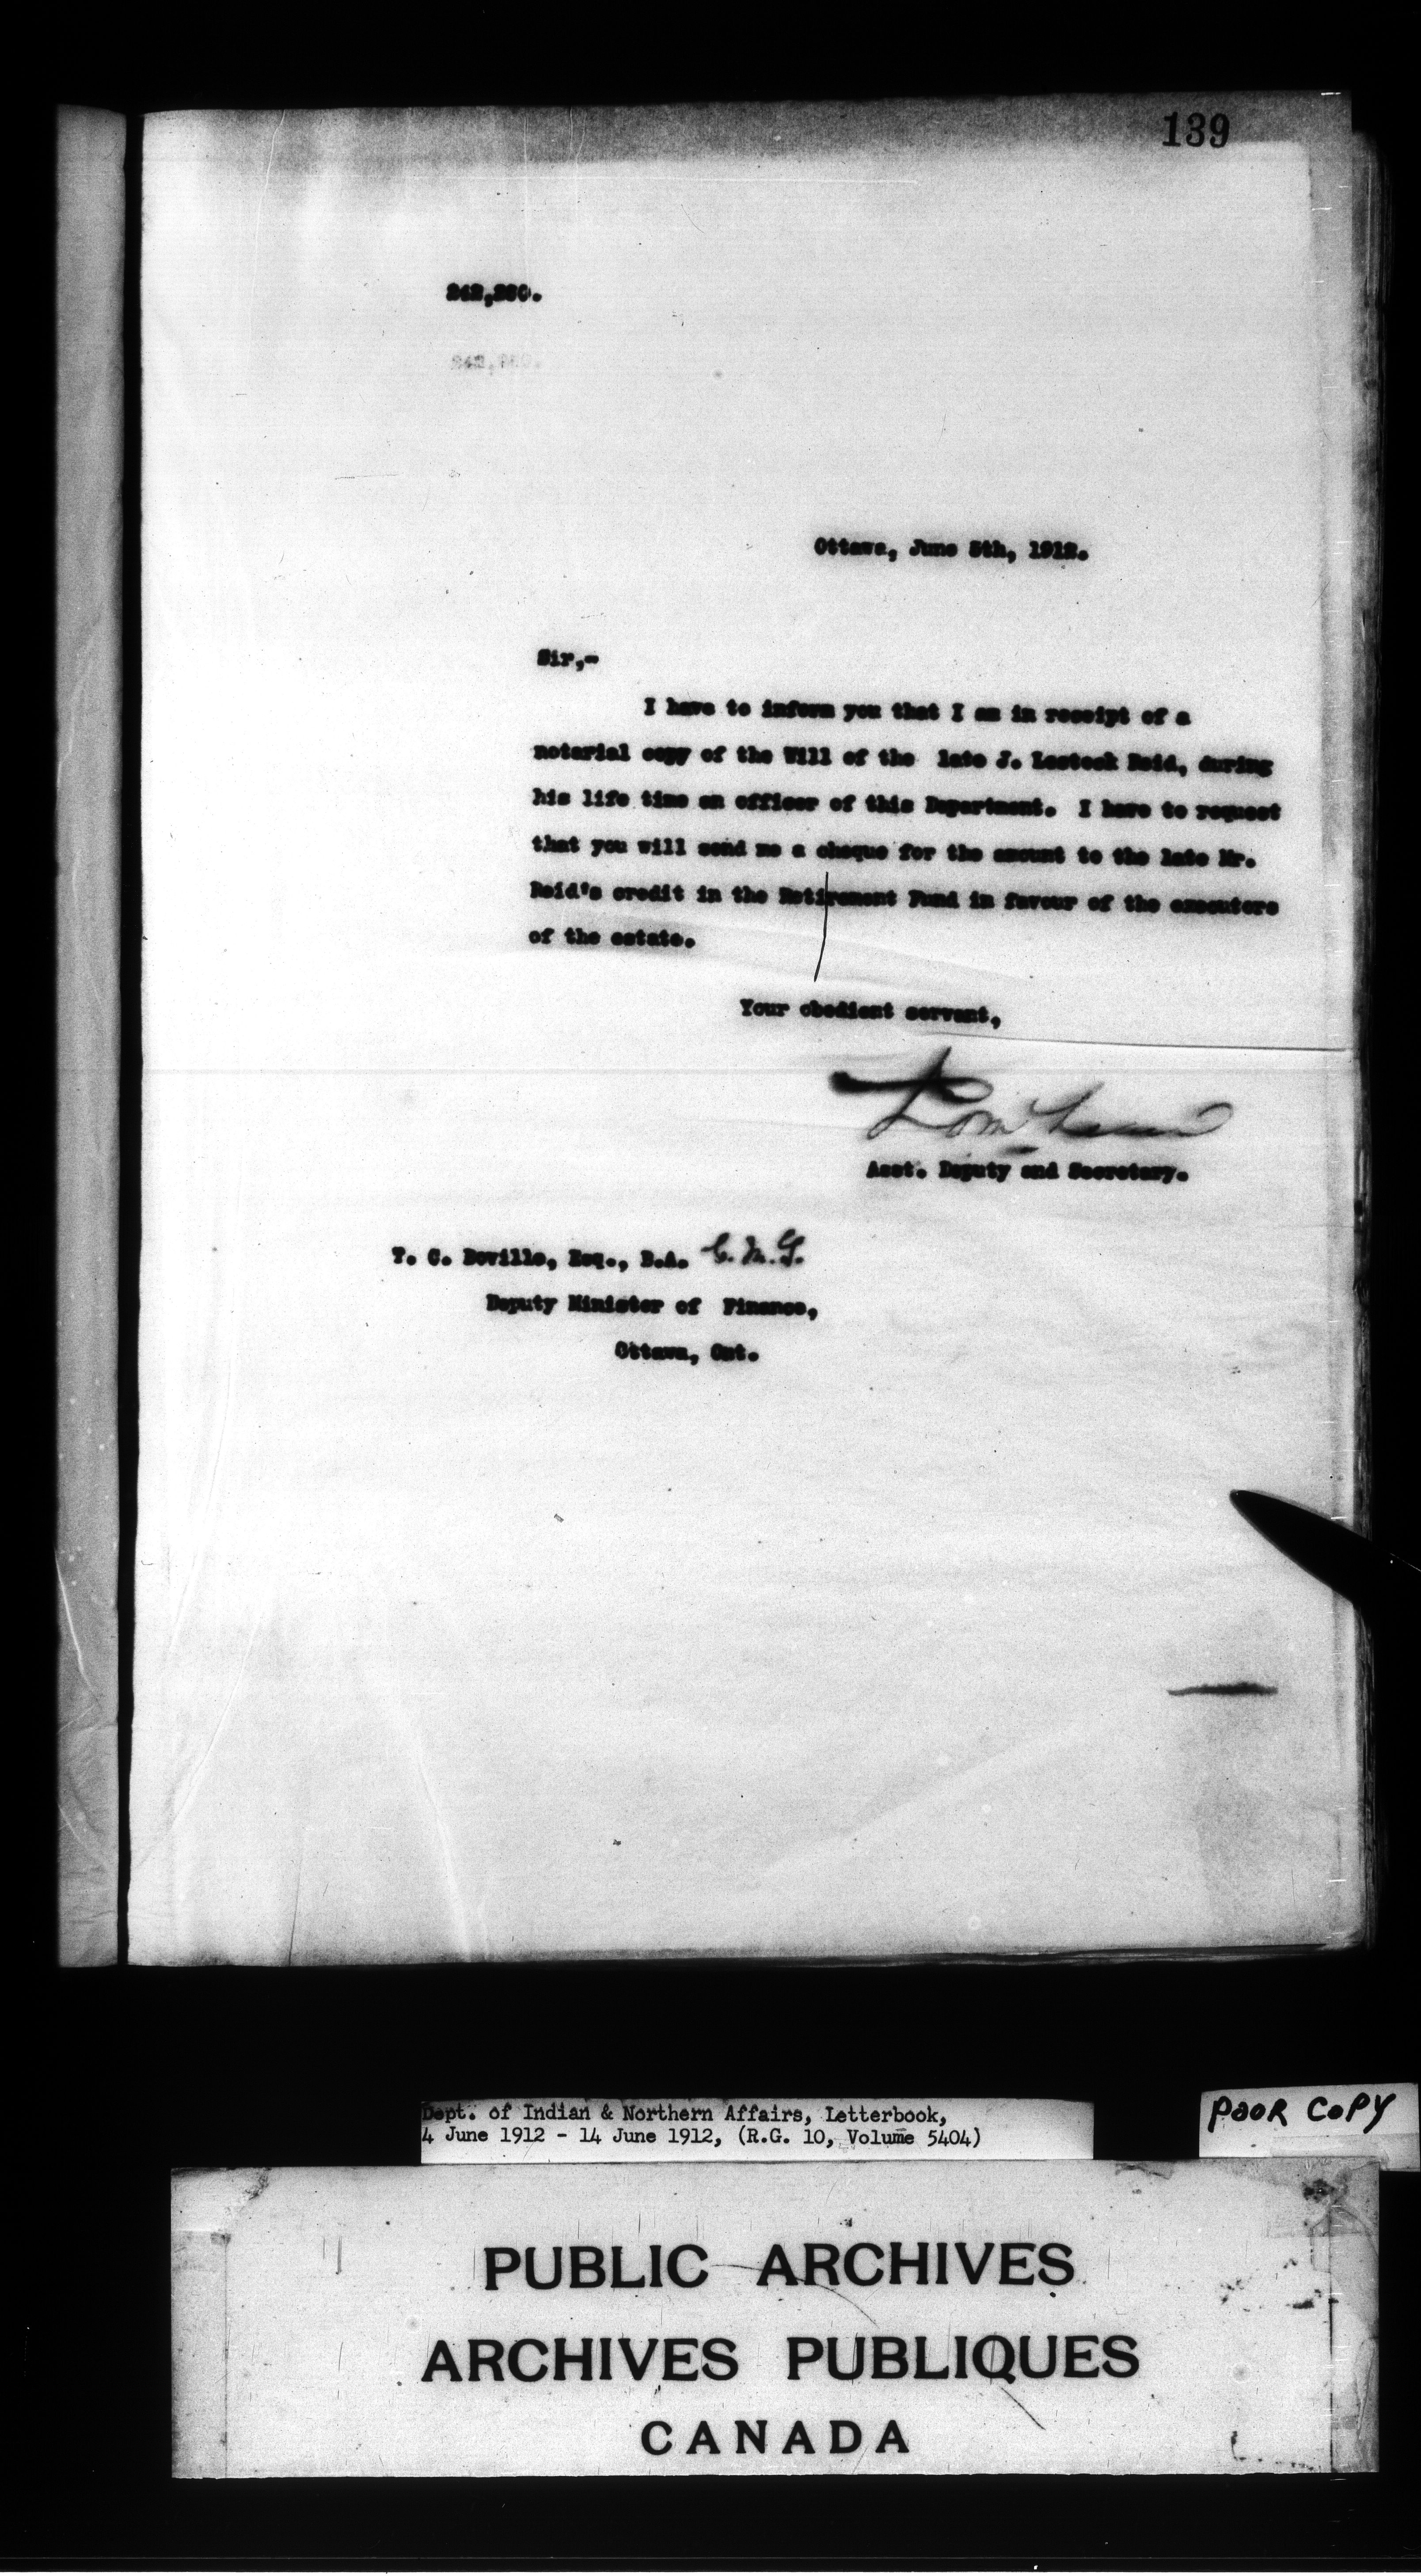 139
Ottawa, June 5th, 1912.
Sir,-
I have to inform you that I am in receipt of a
notarial copy of the Will of the late J. Lestock Reid, during
his life time an officer of this Department. I have to request
that you will send me a cheque for the amount to the late Mr.
Reid's credit in the Retirement Fund in favour of the executors
of the estate.
Your obedient servant,
Asst. Deputy and Secretary.
T. C. Boville, Esq., B.A. C.M.G.
Deputy Minister of Finance,
Ottawa, Ont.
Dept. of Indian & Northern Affairs, Letterbook,
4 June 1912 - 14 June 1912, (R.G. 10, Volume 5404)
POOR COPY
PUBLIC ARCHIVES
ARCHIVES PUBLIQUES
CANADA